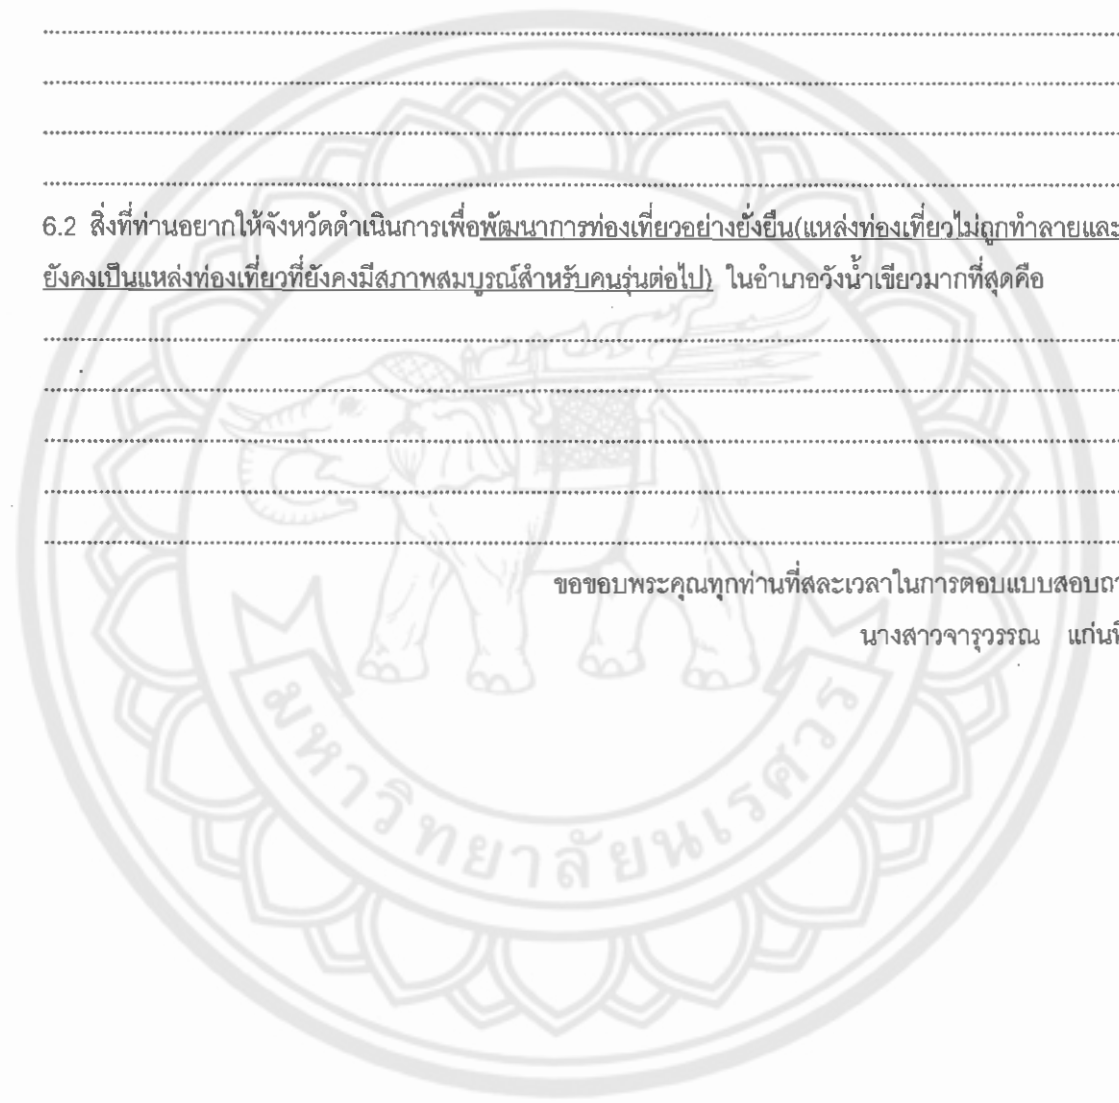 6.2 สิ่งที่ท่านอยากให้จังหวัดดำเนินการเพื่อพัฒนาการท่องเที่ยวอย่างยั่งยืน(แหล่งท่องเที่ยวไม่ถูกทำลายและ
ยังคงเป็นแหล่งท่องเที่ยวที่ยังคงมีสภาพสมบูรณ์สำหรับคนรุ่นต่อไป) ในอำเภอวังน้ำเขียวมากที่สุดคือ
ขอขอบพระคุณทุกท่านที่สละเวลาในการตอบแบบสอบถา
นางสาวจารุวรรณ แก่น
มหาวิทยาลัยนเรศวร